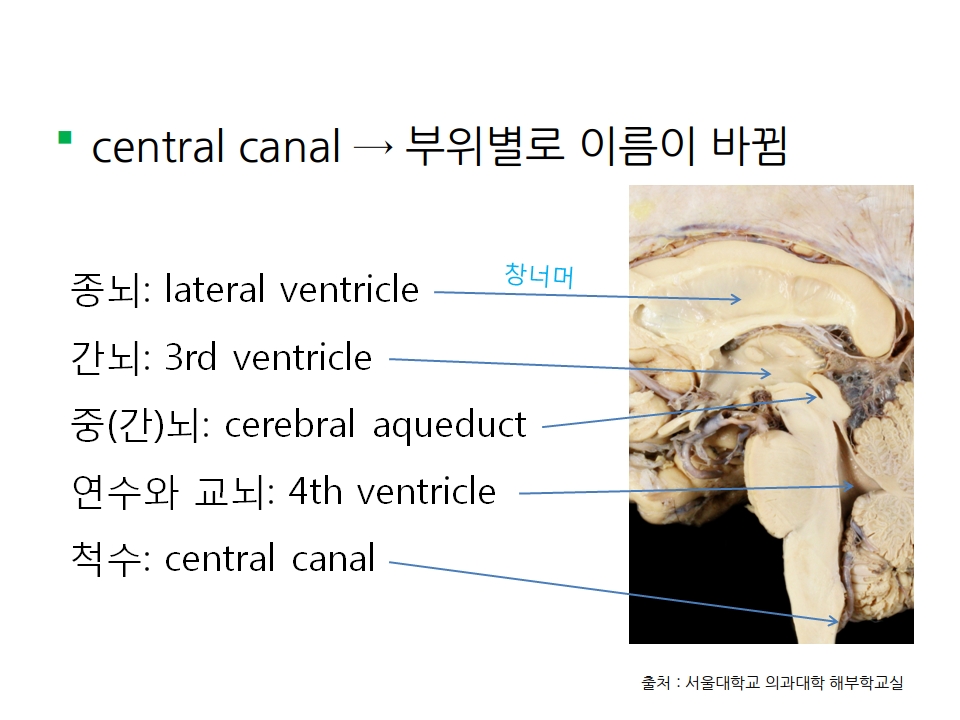 central canal → 부위별로 이름이 바뀜
창너머
종뇌: lateral ventricle
간뇌: 3rd ventricle
중(간)뇌: cerebral aqueduct
연수와 교뇌: 4th ventricle
척수: central canal
출처 : 서울대학교 의과대학 해부학교실